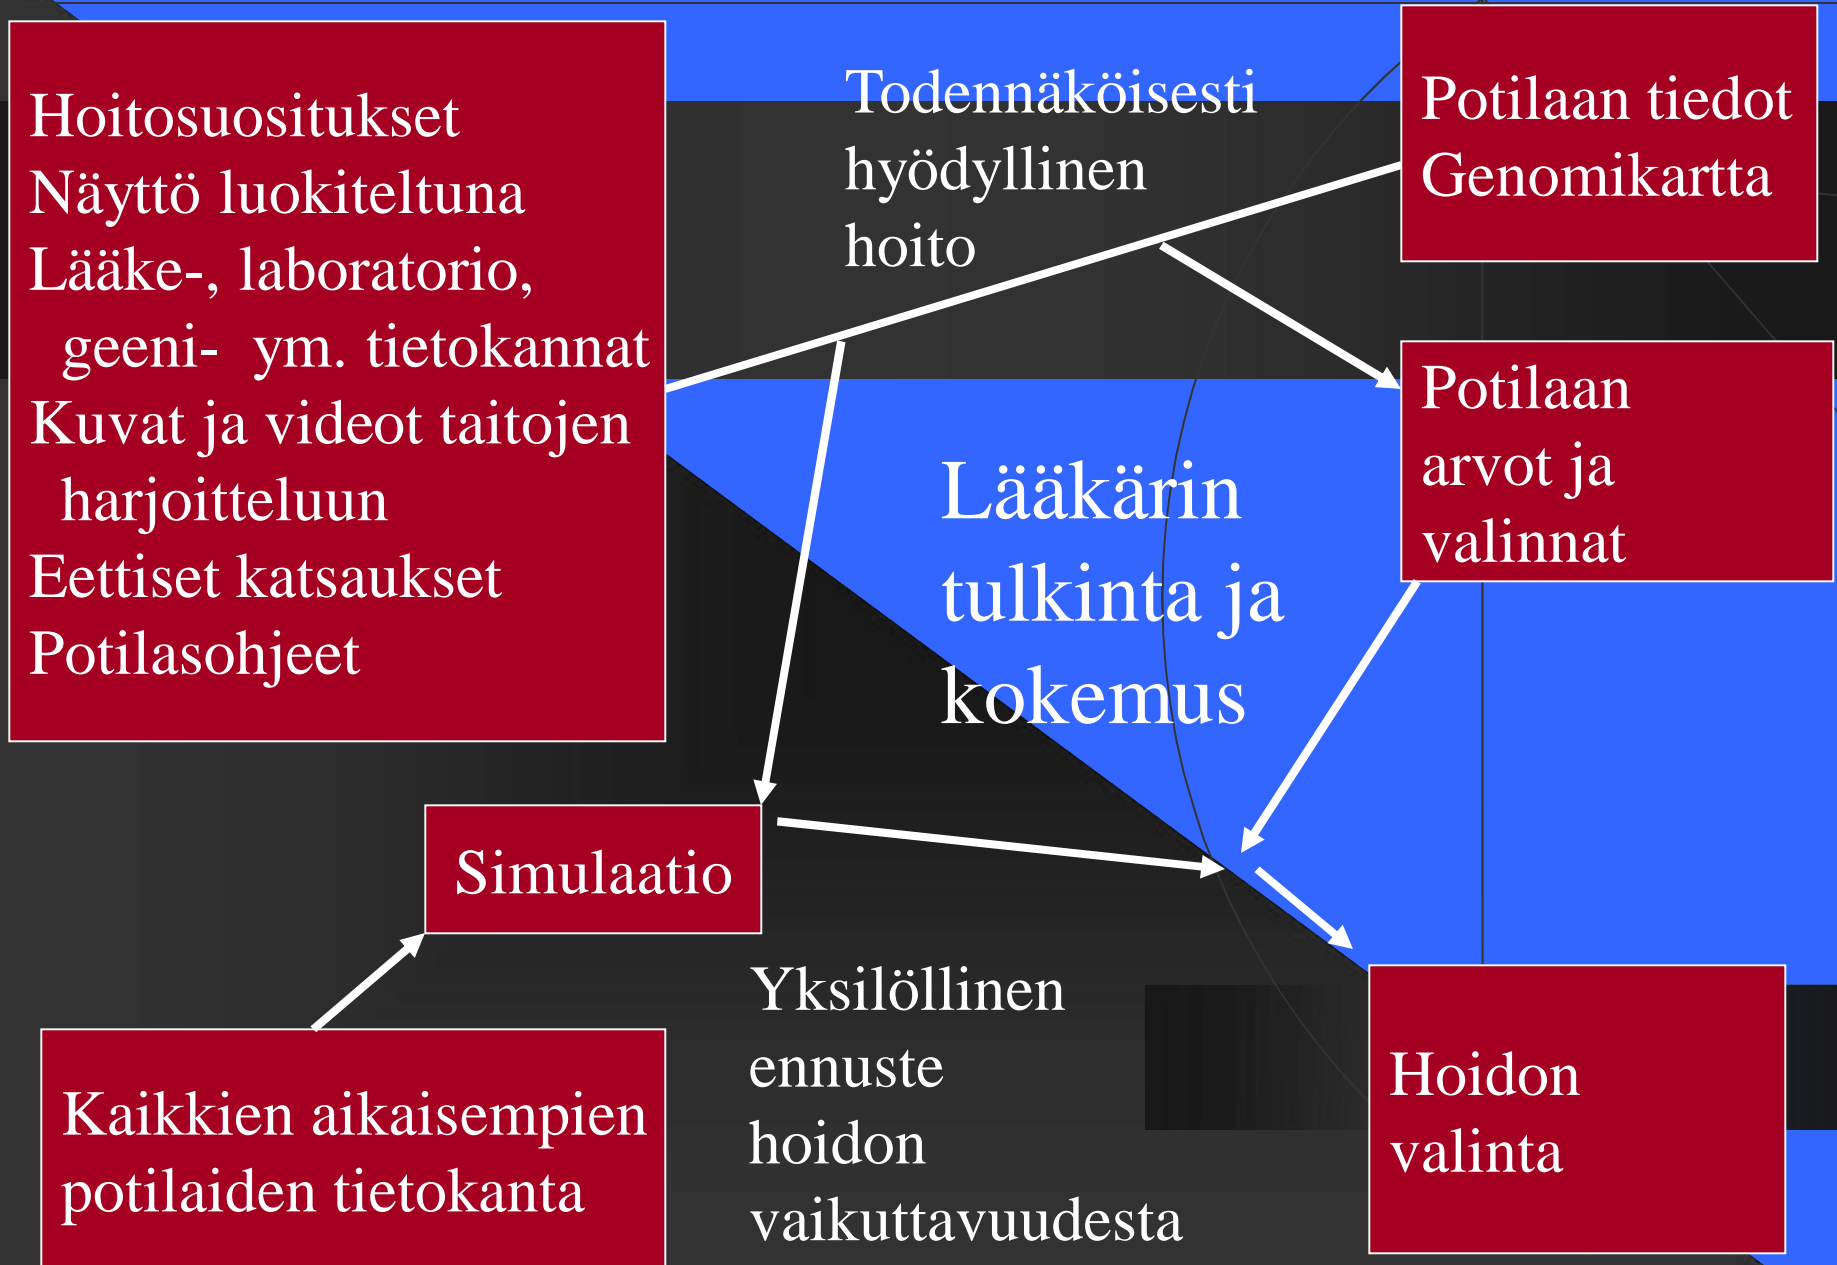 Hoitosuositukset
Näyttö luokiteltuna
Lääke-, laboratorio,
geeni- ym. tietokannat
Kuvat ja videot taitojen
harjoitteluun
Eettiset katsaukset
Potilasohjeet
Todennäköisesti
hyödyllinen
hoito
Potilaan tiedot
Genomikartta
Potilaan
arvot ja
valinnat
Lääkärin
tulkinta ja
kokemus
Simulaatio
Kaikkien aikaisempien
potilaiden tietokanta
Yksilöllinen
ennuste
hoidon
vaikuttavuudesta
Hoidon
valinta